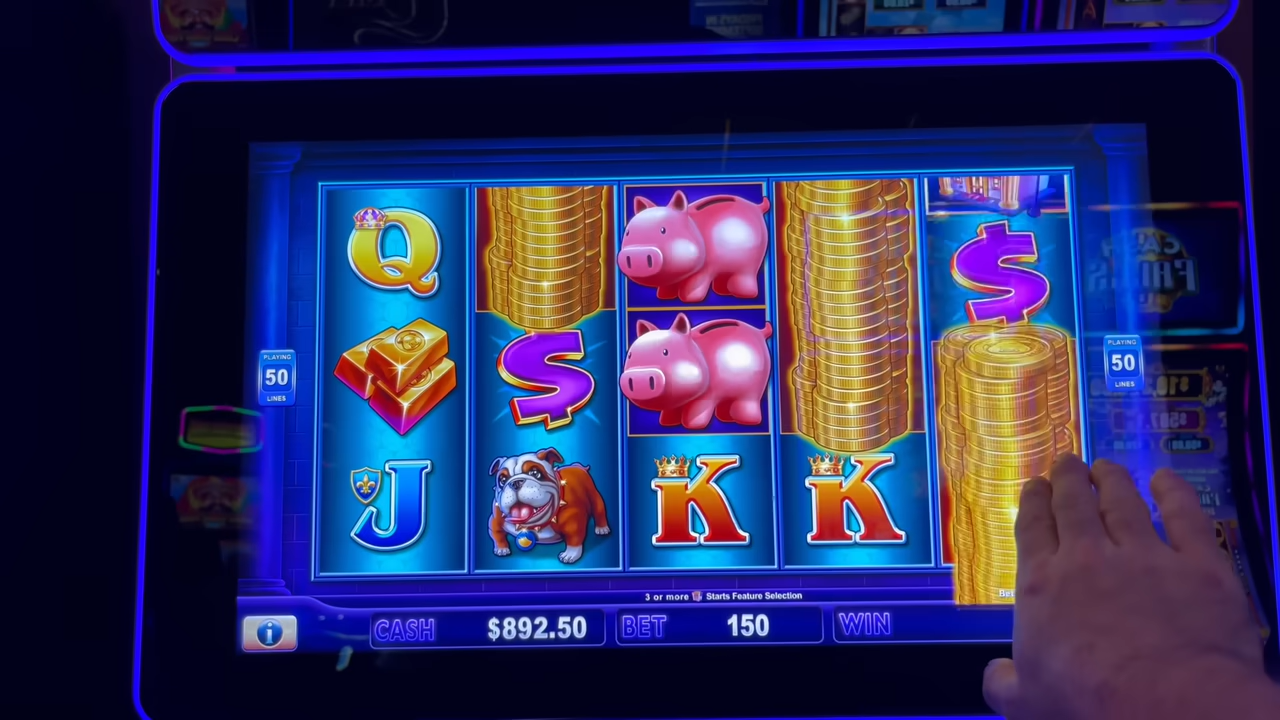 Q
$
PLAYING
50
LINES
PLAYING
50
LINES
$
J
K
K
3 or more Starts Feature Selection
CASH $892.50 BET 150 WIN